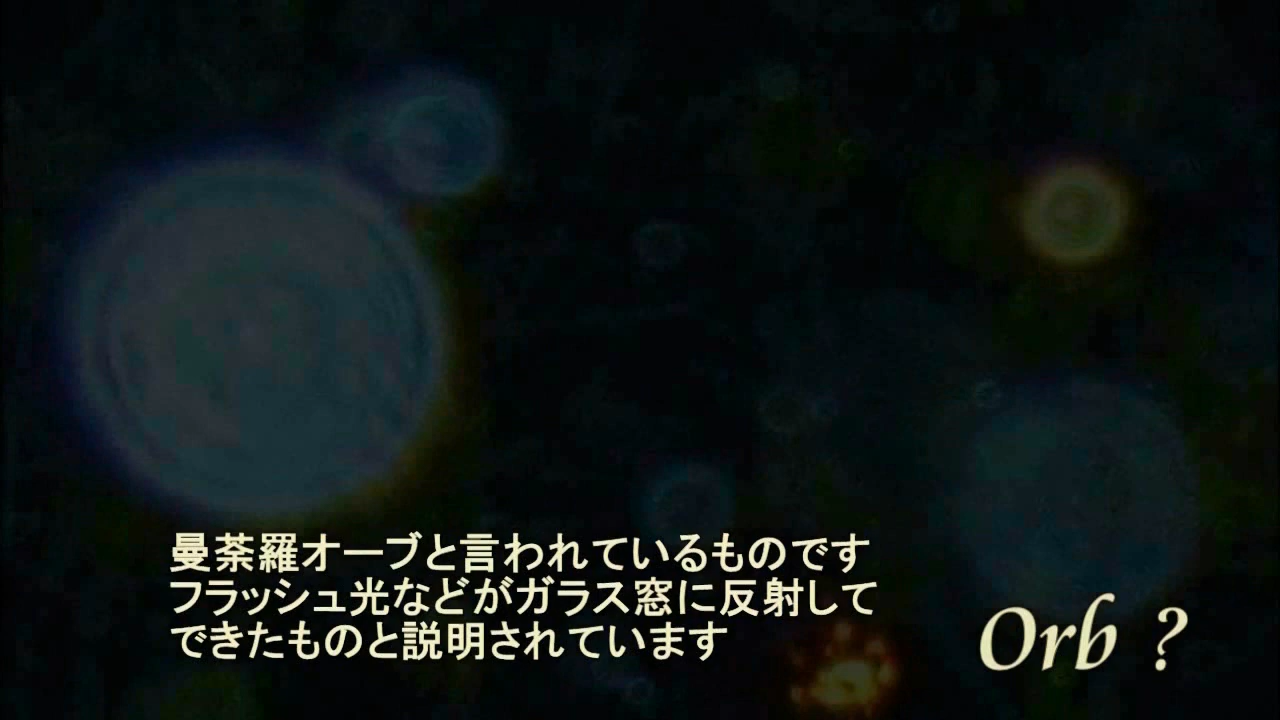 曼荼羅オーブと言われているものです
フラッシュ光などがガラス窓に反射して
できたものと説明されています
Orb ?